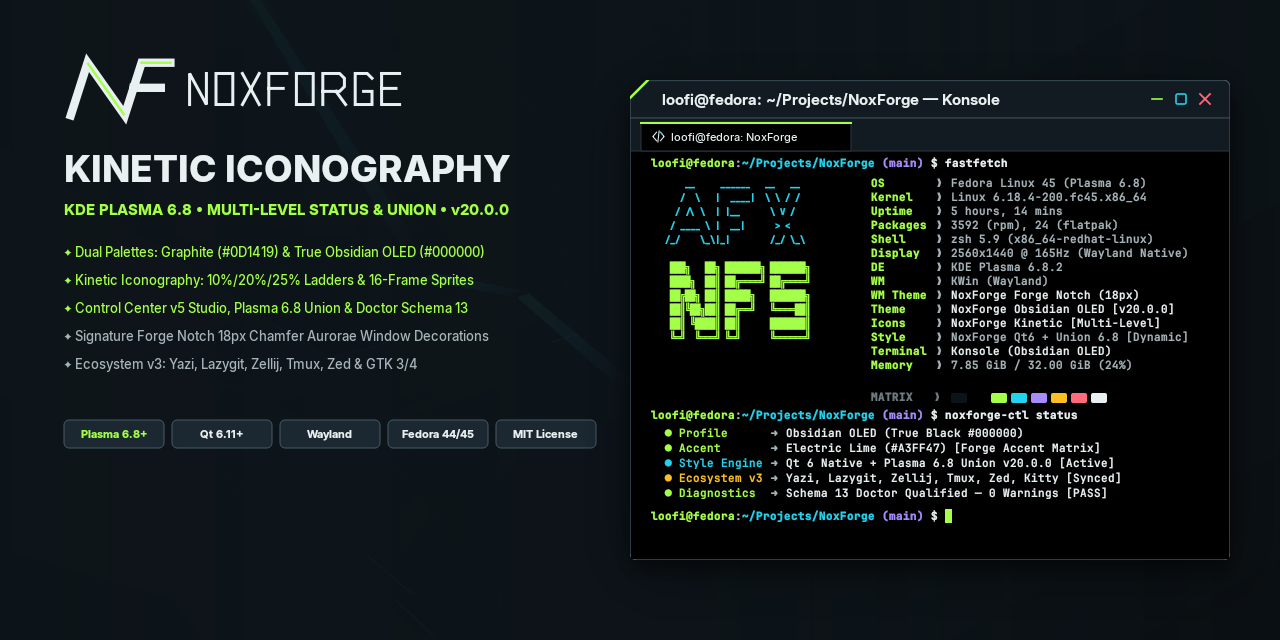 NF NOXFORGE
KINETIC ICONOGRAPHY
KDE PLASMA 6.8 • MULTI-LEVEL STATUS & UNION • v20.0.0
✦ Dual Palettes: Graphite (#0D1419) & True Obsidian OLED (#000000)
✦ Kinetic Iconography: 10%/20%/25% Ladders & 16-Frame Sprites
✦ Control Center v5 Studio, Plasma 6.8 Union & Doctor Schema 13
✦ Signature Forge Notch 18px Chamfer Aurorae Window Decorations
✦ Ecosystem v3: Yazi, Lazygit, Zellij, Tmux, Zed & GTK 3/4
Plasma 6.8+ Qt 6.11+ Wayland Fedora 44/45 MIT License
loofi@fedora: ~/Projects/NoxForge — Konsole
loofi@fedora: NoxForge
loofi@fedora:~/Projects/NoxForge (main) $ fastfetch
OS ❯ Fedora Linux 45 (Plasma 6.8)
Kernel ❯ Linux 6.18.4-200.fc45.x86_64
Uptime ❯ 5 hours, 14 mins
Packages ❯ 3592 (rpm), 24 (flatpak)
Shell ❯ zsh 5.9 (x86_64-redhat-linux)
Display ❯ 2560x1440 @ 165Hz (Wayland Native)
DE ❯ KDE Plasma 6.8.2
WM ❯ KWin (Wayland)
WM Theme ❯ NoxForge Forge Notch (18px)
Theme ❯ NoxForge Obsidian OLED [v20.0.0]
Icons ❯ NoxForge Kinetic [Multi-Level]
Style ❯ NoxForge Qt6 + Union 6.8 [Dynamic]
Terminal ❯ Konsole (Obsidian OLED)
Memory ❯ 7.85 GiB / 32.00 GiB (24%)
MATRIX ❯
loofi@fedora:~/Projects/NoxForge (main) $ noxforge-ctl status
● Profile ➜ Obsidian OLED (True Black #000000)
● Accent ➜ Electric Lime (#A3FF47) [Forge Accent Matrix]
● Style Engine ➜ Qt 6 Native + Plasma 6.8 Union v20.0.0 [Active]
● Ecosystem v3 ➜ Yazi, Lazygit, Zellij, Tmux, Zed, Kitty [Synced]
● Diagnostics ➜ Schema 13 Doctor Qualified — 0 Warnings [PASS]
loofi@fedora:~/Projects/NoxForge (main) $